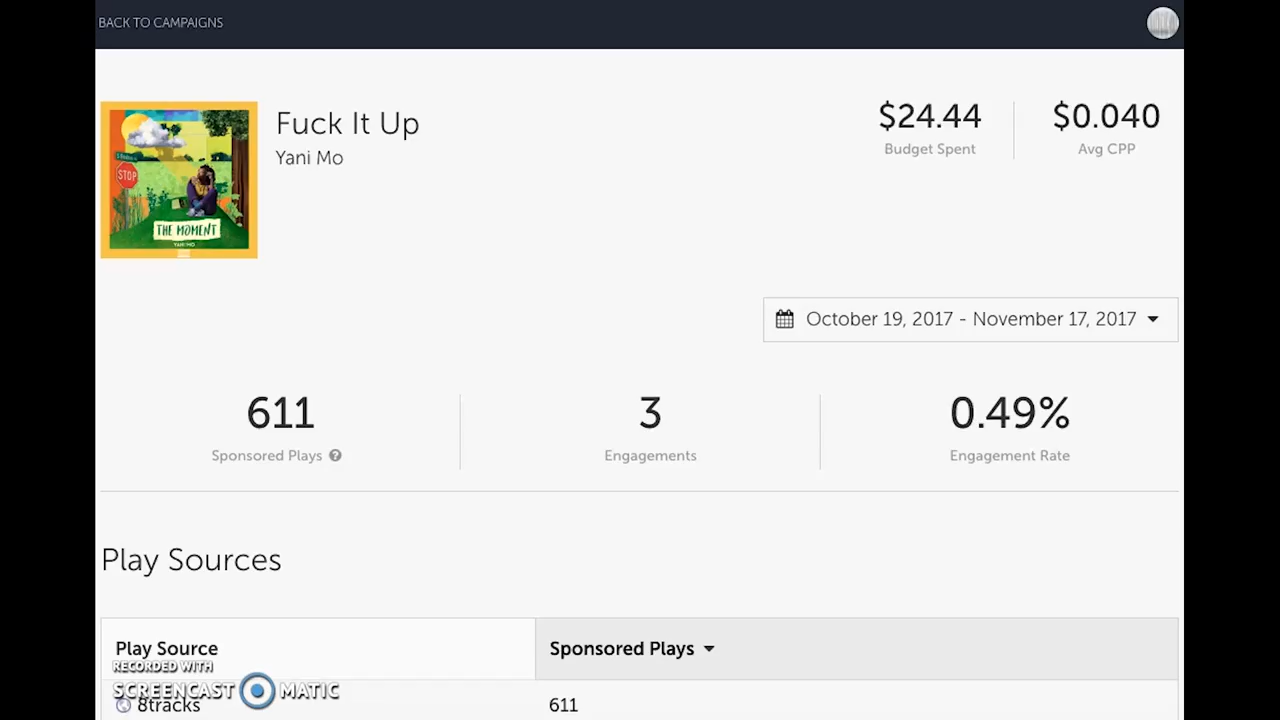 BACK TO CAMPAIGNS
Fuck It Up
Yani Mo
$24.44
Budget Spent
$0.040
Avg CPP
STOP
THE MOMENT
YANI MO
October 19, 2017 - November 17, 2017
611
Sponsored Plays
3
Engagements
0.49%
Engagement Rate
Play Sources
Play Source
Sponsored Plays
RECORDED WITH
SCREENCAST MATIC
8tracks
611